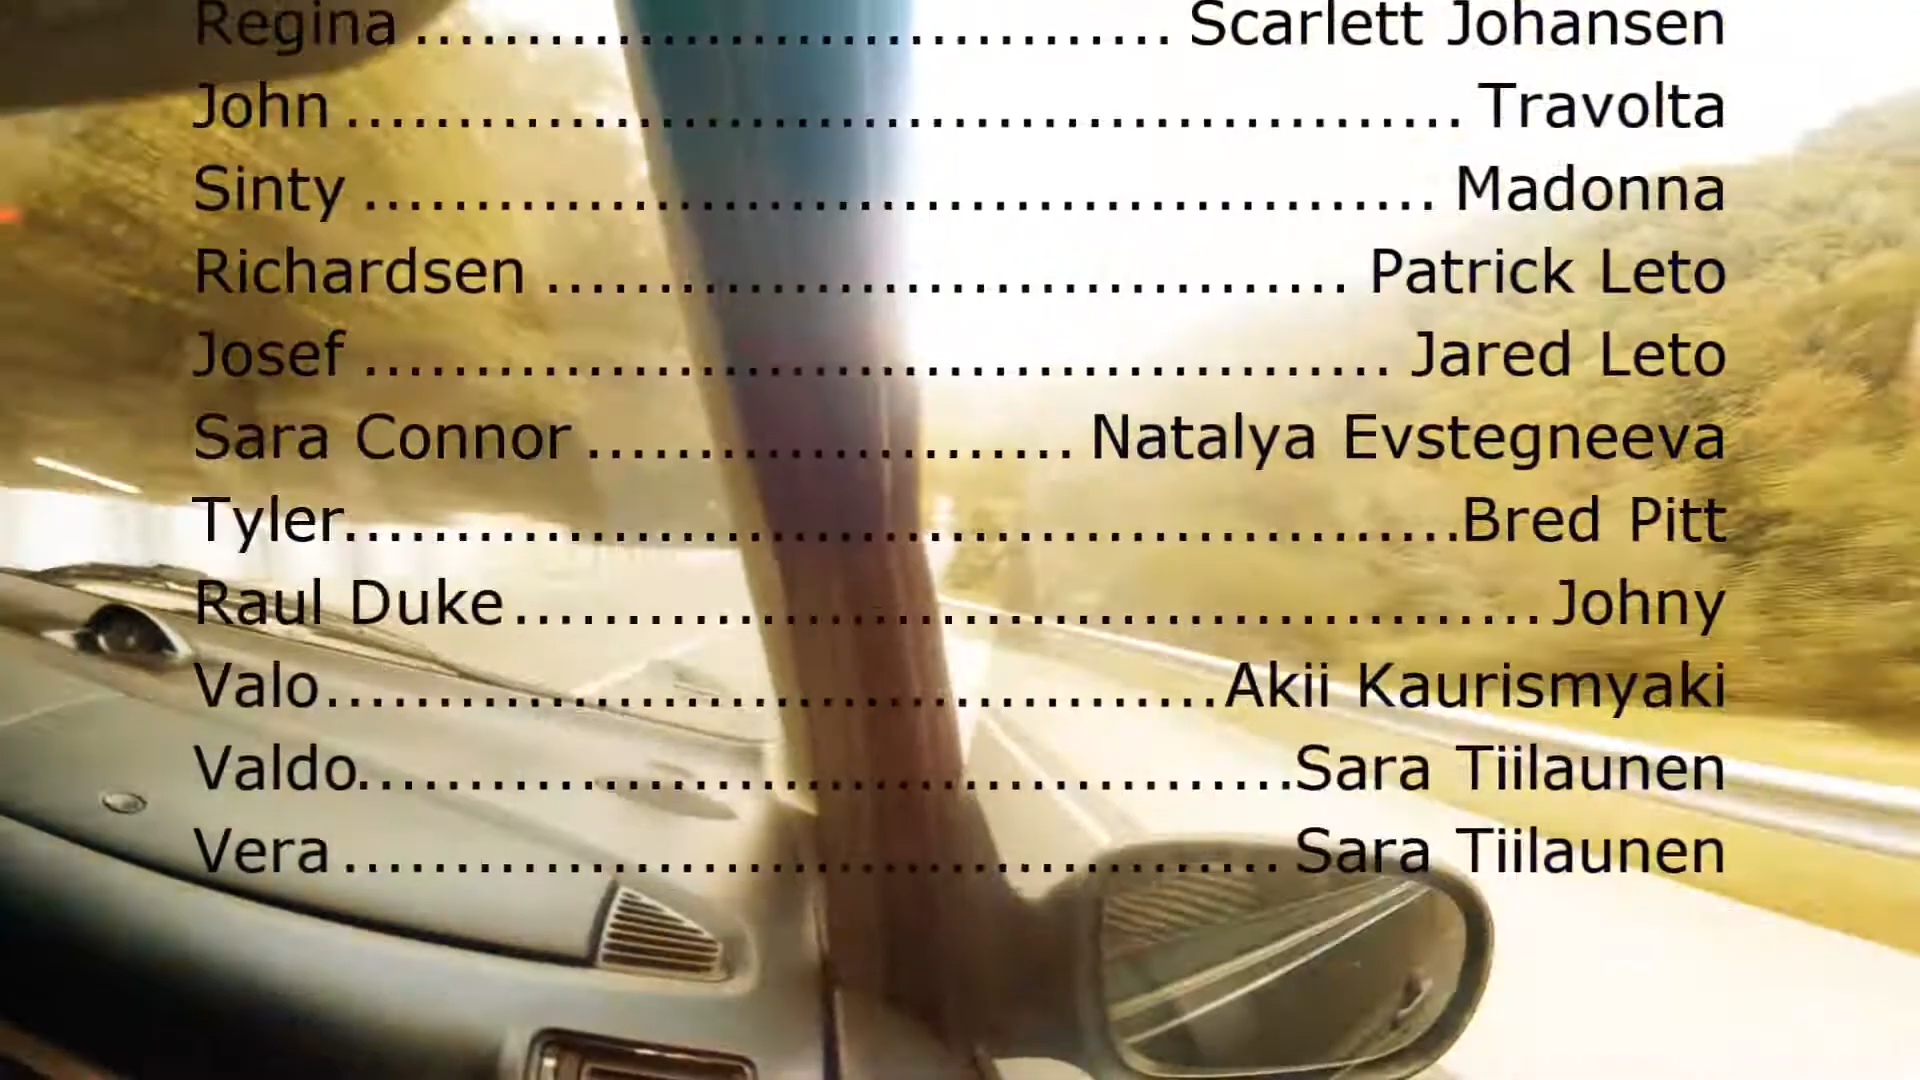 Regina .................................. Scarlett Johansen
John .................................................. Travolta
Sinty ................................................ Madonna
Richardsen .................................... Patrick Leto
Josef .............................................. Jared Leto
Sara Connor ...................... Natalya Evstegneeva
Tyler..................................................Bred Pitt
Raul Duke..............................................Johny
Valo........................................Akii Kaurismyaki
Valdo..........................................Sara Tiilaunen
Vera .......................................... Sara Tiilaunen